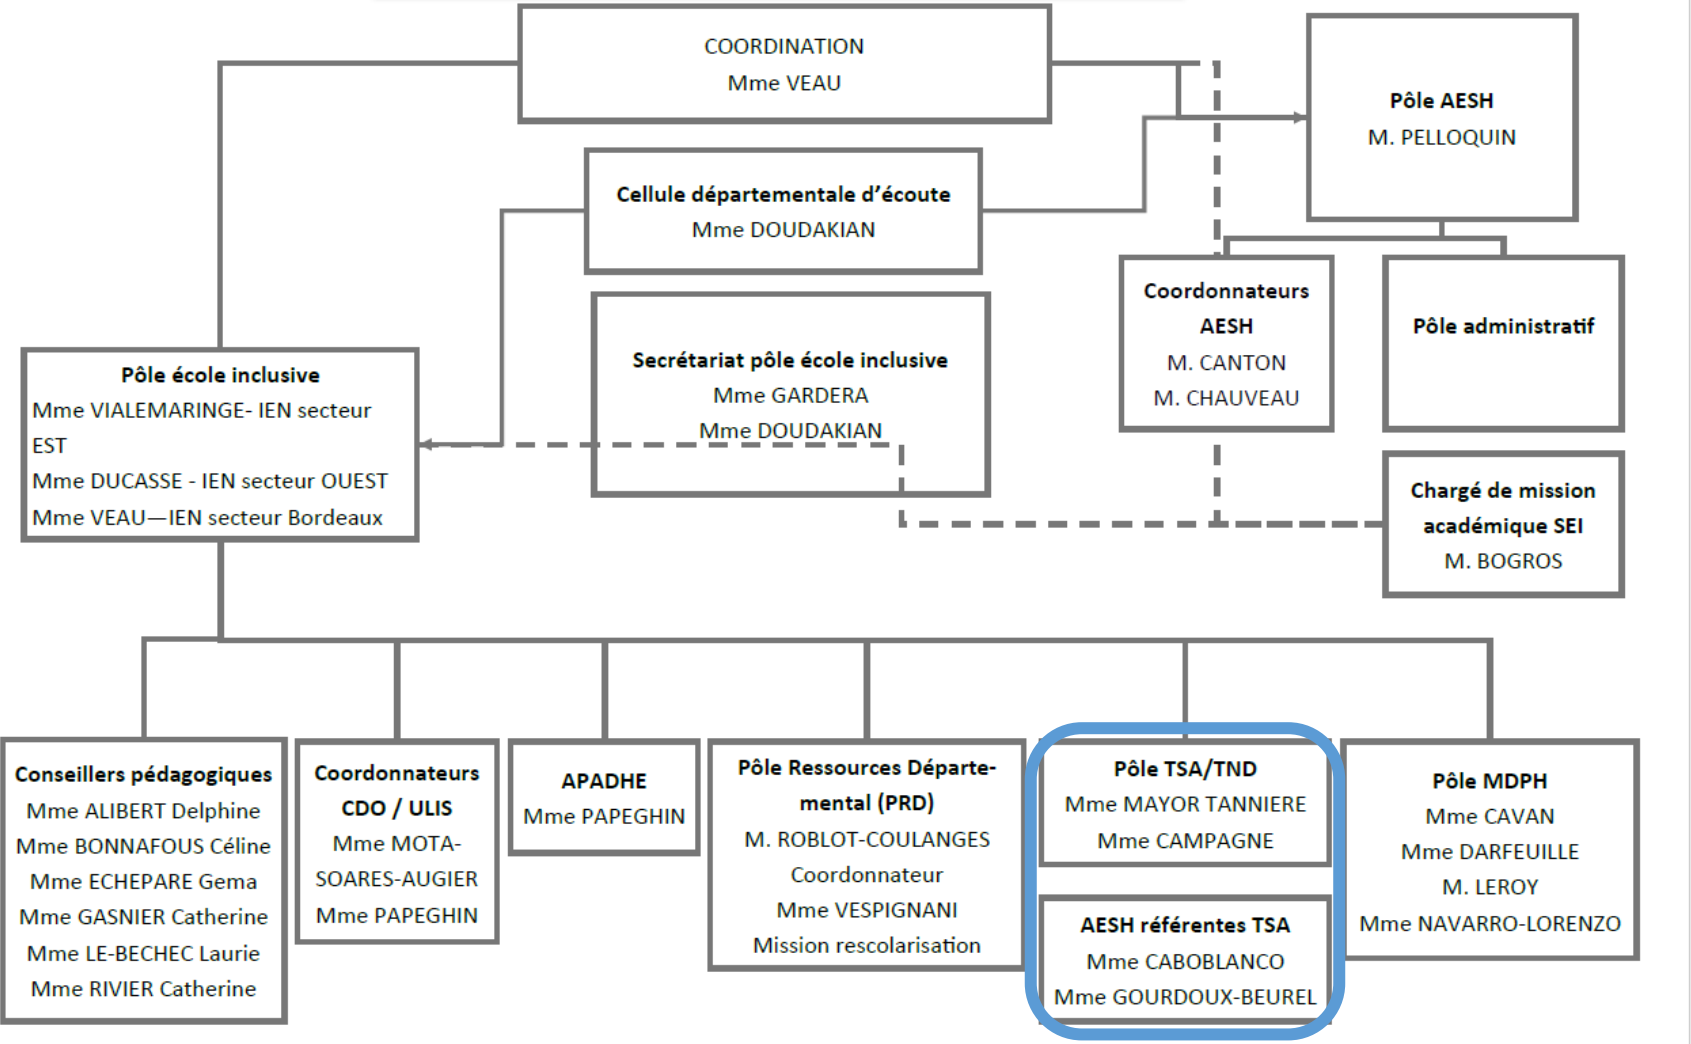 COORDINATION
Mme VEAU
Pôle AESH
M. PELLOQUIN
Cellule départementale d’écoute
Mme DOUDAKIAN
Coordonnateurs
AESH
M. CANTON
M. CHAUVEAU
Pôle administratif
Secrétariat pôle école inclusive
Mme GARDERA
Mme DOUDAKIAN
Pôle école inclusive
Mme VIALEMARINGE- IEN secteur
EST
Mme DUCASSE - IEN secteur OUEST
Mme VEAU—IEN secteur Bordeaux
Chargé de mission
académique SEI
M. BOGROS
Conseillers pédagogiques
Mme ALIBERT Delphine
Mme BONNAFOUS Céline
Mme ECHEPARE Gema
Mme GASNIER Catherine
Mme LE-BECHEC Laurie
Mme RIVIER Catherine
Coordonnateurs
CDO / ULIS
Mme MOTA-
SOARES-AUGIER
Mme PAPEGHIN
APADHE
Mme PAPEGHIN
Pôle Ressources Départe-
mental (PRD)
M. ROBLOT-COULANGES
Coordonnateur
Mme VESPIGNANI
Mission rescolarisation
Pôle TSA/TND
Mme MAYOR TANNIERE
Mme CAMPAGNE
AESH référentes TSA
Mme CABOBLANCO
Mme GOURDOUX-BEUREL
Pôle MDPH
Mme CAVAN
Mme DARFEUILLE
M. LEROY
Mme NAVARRO-LORENZO